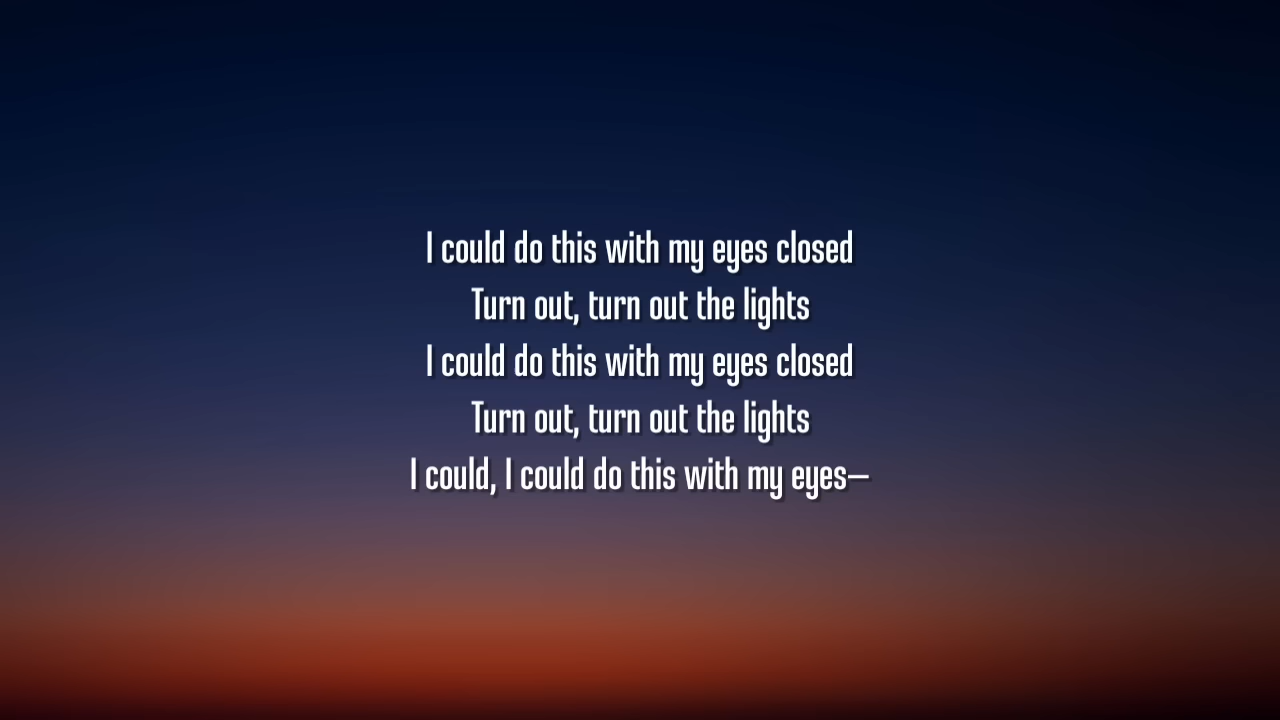 I could do this with my eyes closed
Turn out, turn out the lights
I could do this with my eyes closed
Turn out, turn out the lights
I could, I could do this with my eyes—